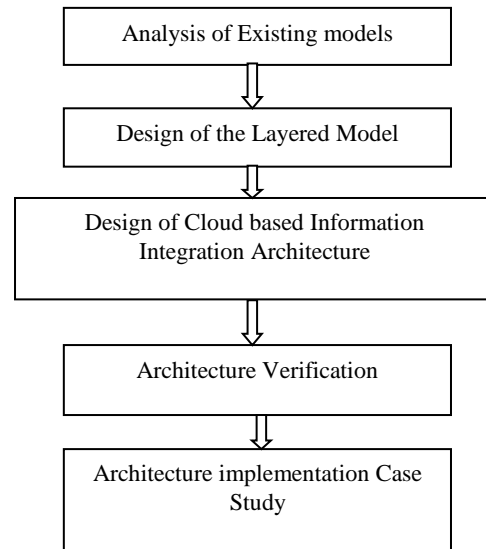 Analysis of Existing models
Design of the Layered Model
Design of Cloud based Information
Integration Architecture
Architecture Verification
Architecture implementation Case
Study